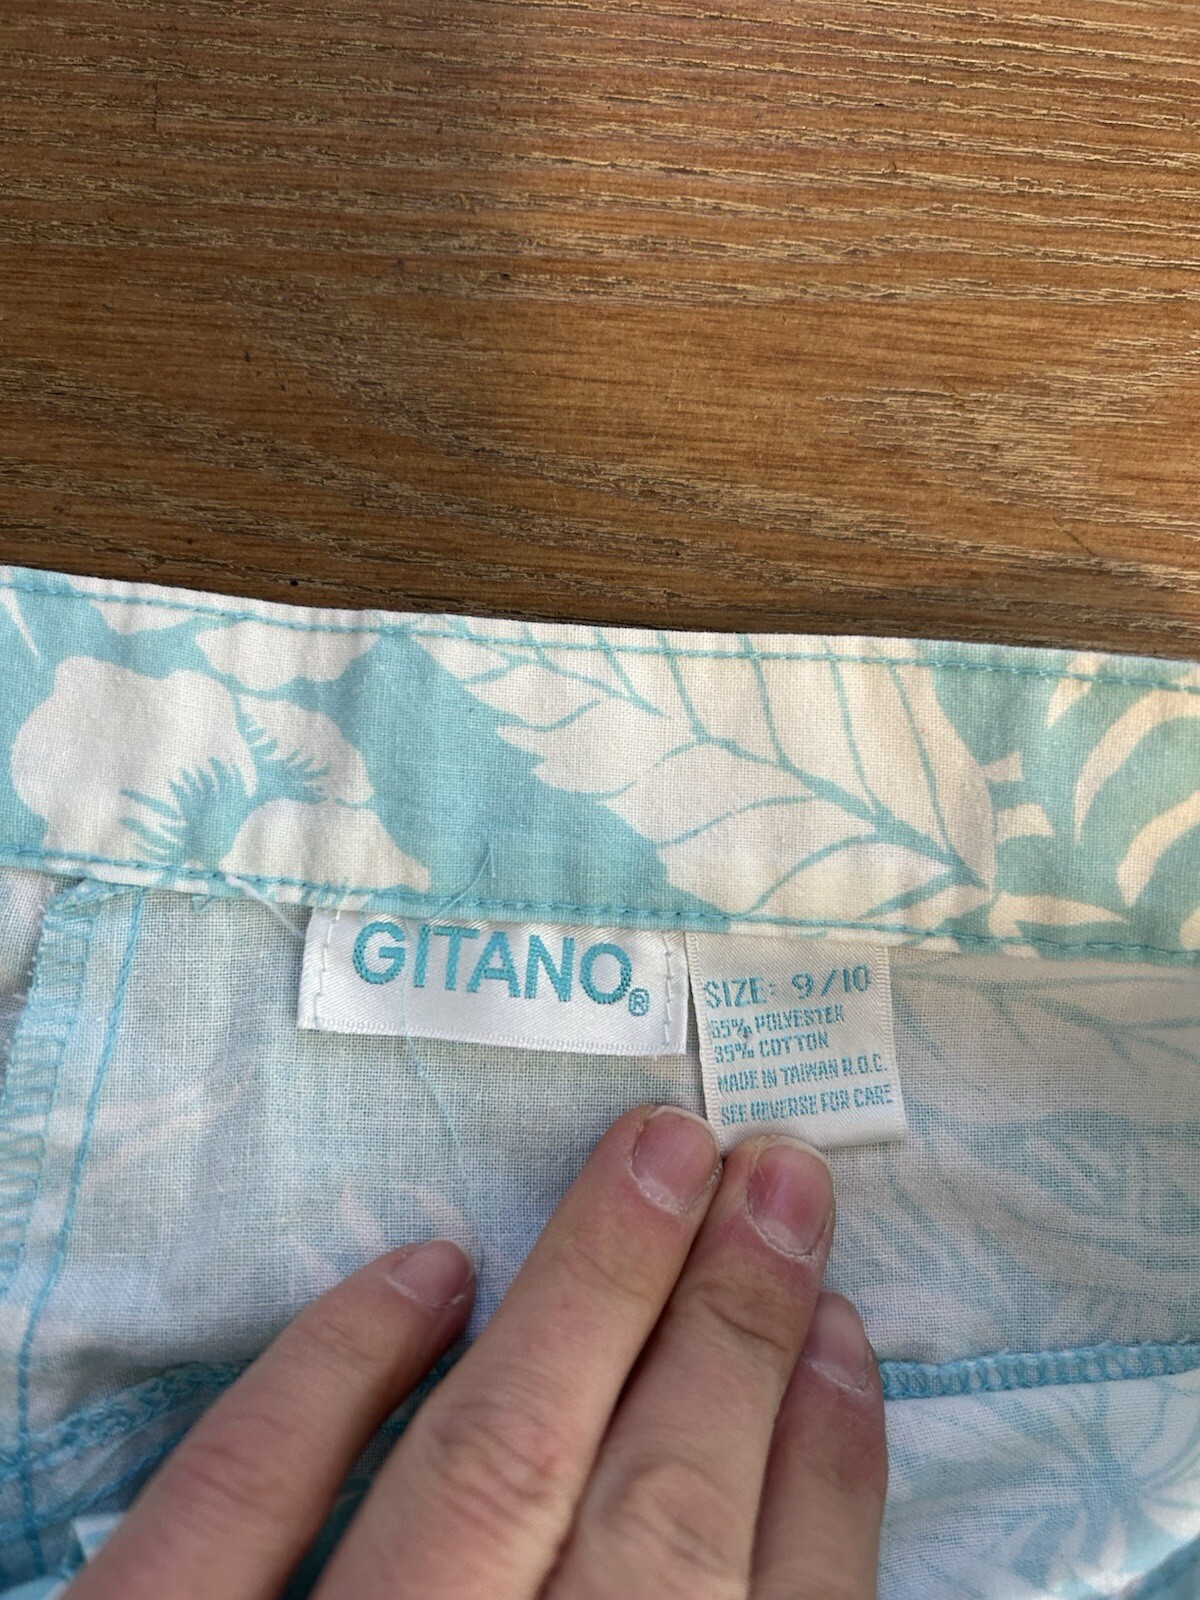 GITANO®
SIZE: 9/10
65% POLYESTER
35% COTTON
MADE IN TAIWAN R.O.C.
SEE REVERSE FOR CARE